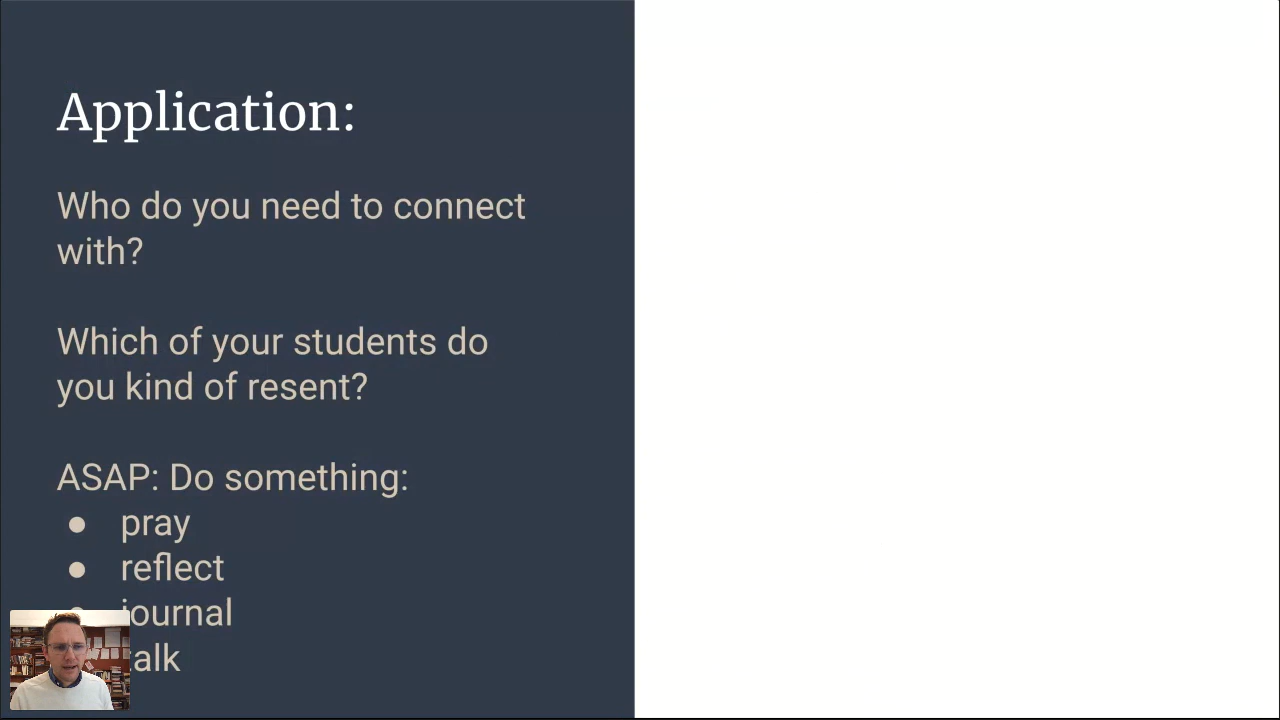 Application:
Who do you need to connect
with?
Which of your students do
you kind of resent?
ASAP: Do something:
● pray
● reflect
● journal
talk